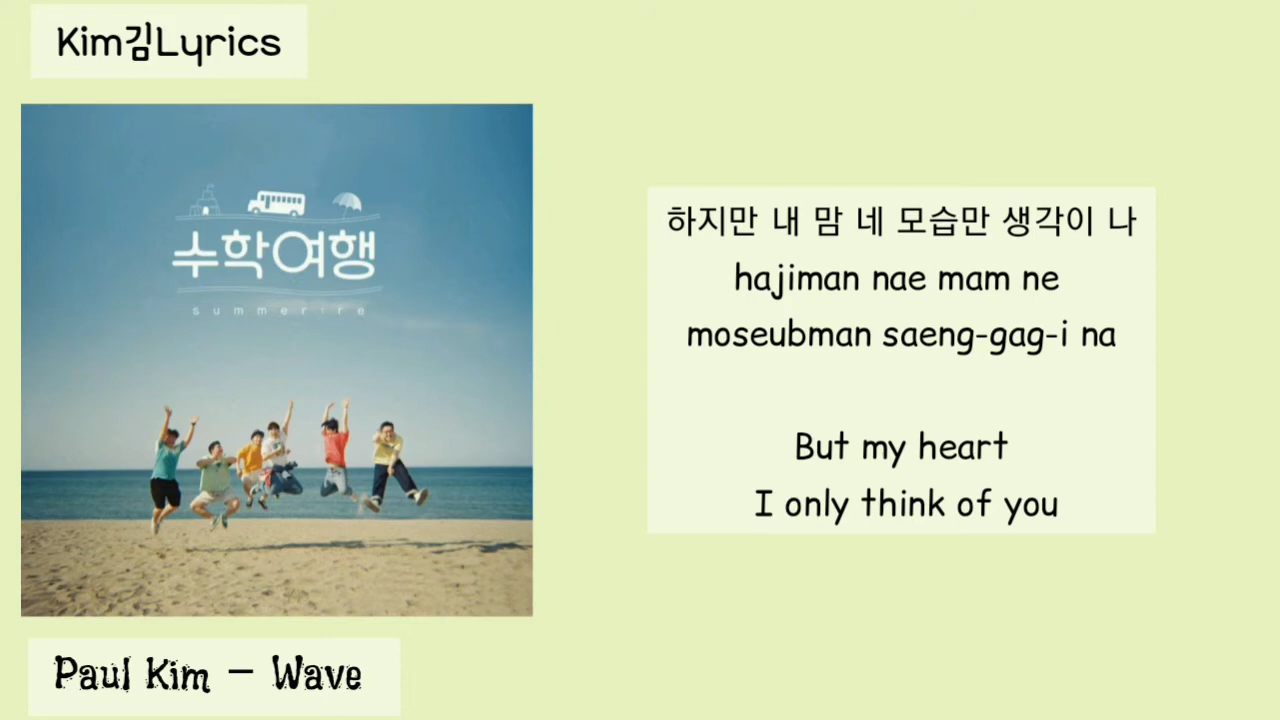 Kim김Lyrics
수학여행
summerire
하지만 내 맘 네 모습만 생각이 나
hajiman nae mam ne
moseubman saeng-gag-i na
But my heart
I only think of you
Paul Kim - Wave